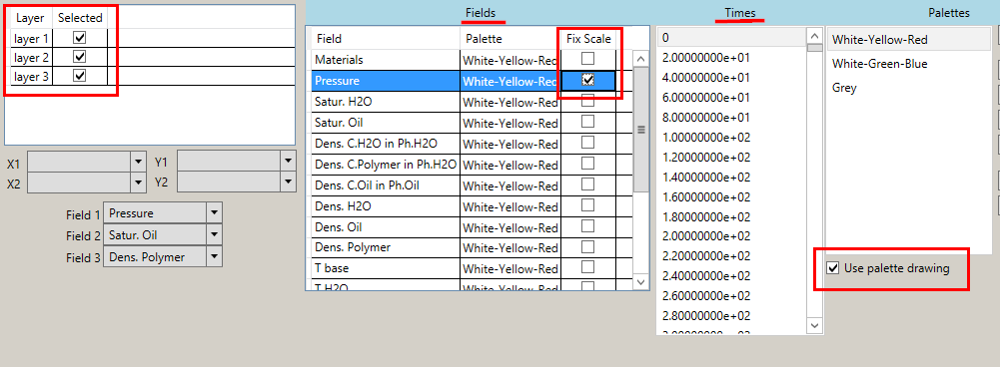 Layer Selected
layer 1
layer 2
layer 3
X1 Y1
X2 Y2
Field 1 Pressure
Field 2 Satur. Oil
Field 3 Dens. Polymer
Fields
Field Palette Fix Scale
Materials White-Yellow-Red
Pressure White-Yellow-Red
Satur. H2O White-Yellow-Red
Satur. Oil White-Yellow-Red
Dens. C.H2O in Ph.H2O White-Yellow-Red
Dens. C.Polymer in Ph.H2O White-Yellow-Red
Dens. C.Oil in Ph.Oil White-Yellow-Red
Dens. H2O White-Yellow-Red
Dens. Oil White-Yellow-Red
Dens. Polymer White-Yellow-Red
T base White-Yellow-Red
T H2O White-Yellow-Red
Times
0
2.00000000e+01
4.00000000e+01
6.00000000e+01
8.00000000e+01
1.00000000e+02
1.20000000e+02
1.40000000e+02
1.60000000e+02
1.80000000e+02
2.00000000e+02
2.20000000e+02
2.40000000e+02
2.60000000e+02
2.80000000e+02
Palettes
White-Yellow-Red
White-Green-Blue
Grey
Use palette drawing